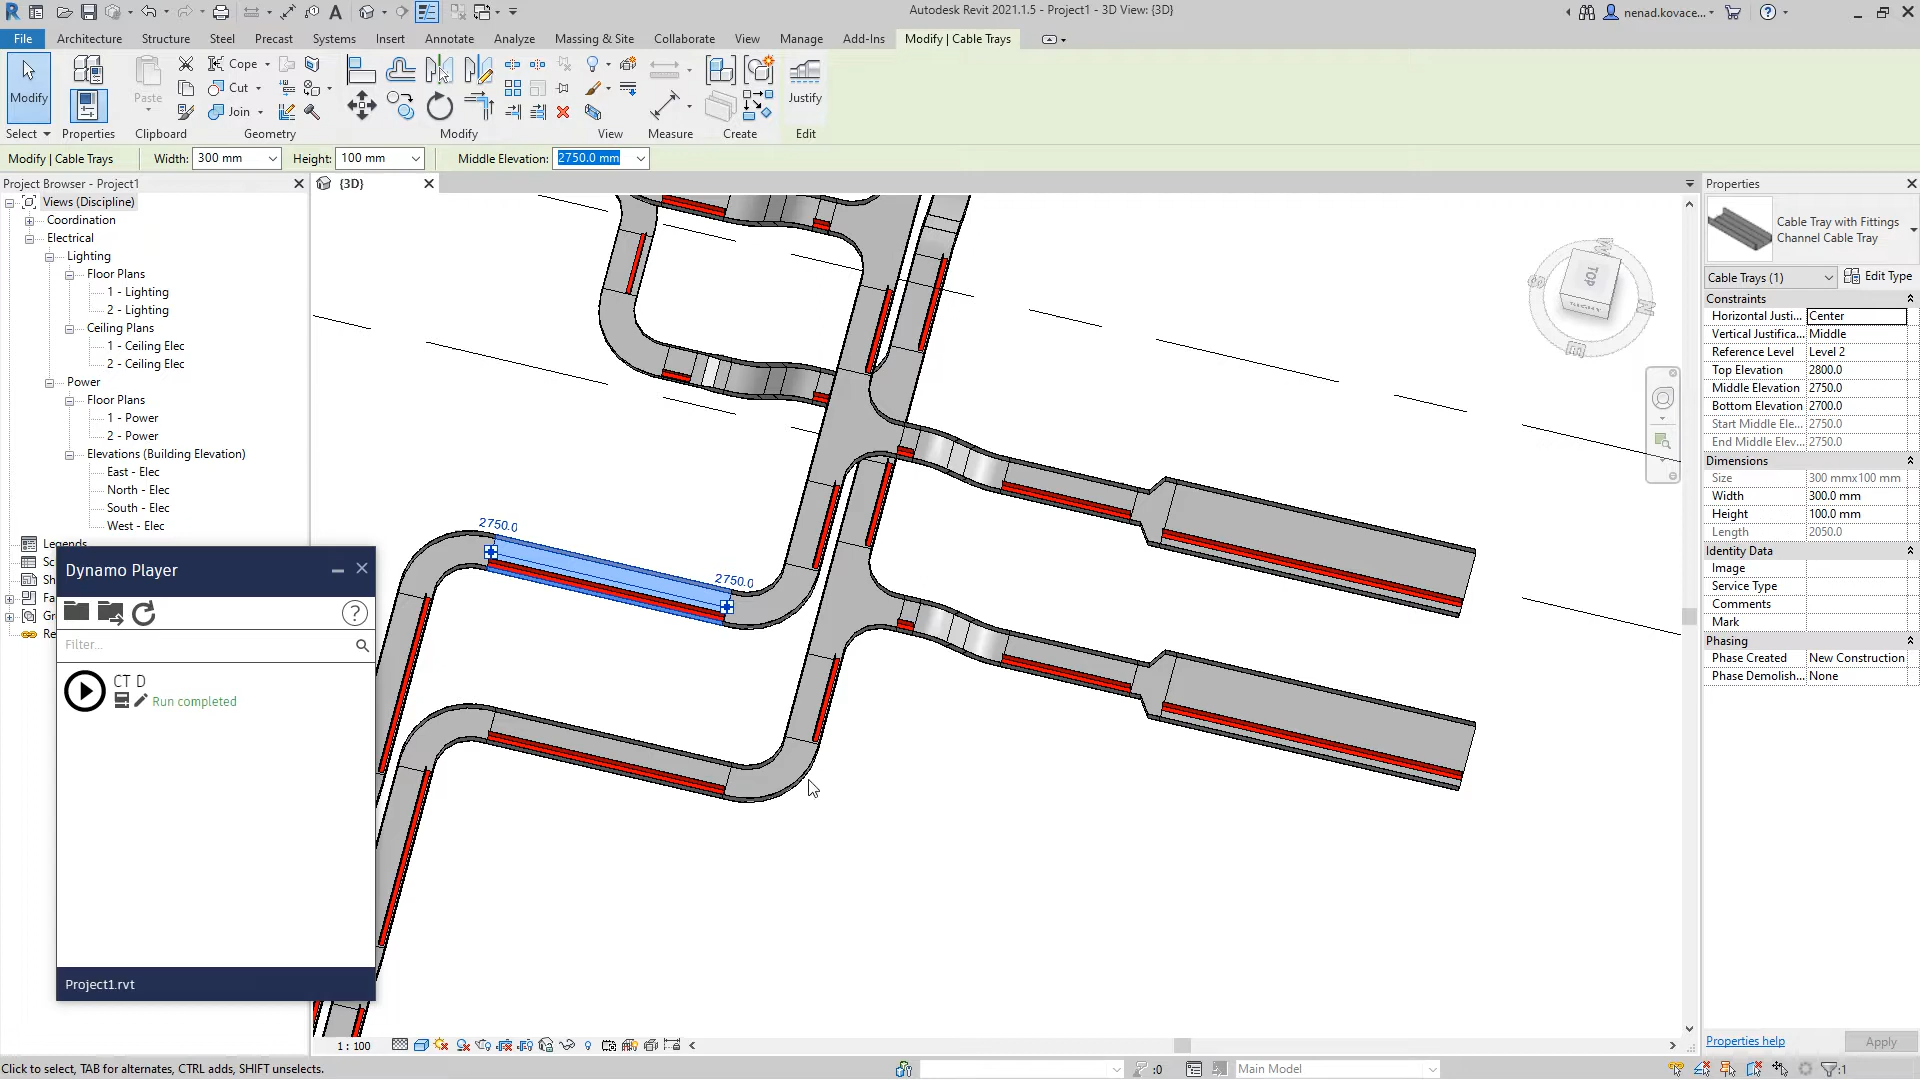 Autodesk Revit 2021.1.5 - Project1 - 3D View: {3D}
nenad.kovace...
File
Architecture
Structure
Steel
Precast
Systems
Insert
Annotate
Analyze
Massing & Site
Collaborate
View
Manage
Add-Ins
Modify | Cable Trays
Modify
Paste
Cope
Cut
Join
Justify
Select
Properties
Clipboard
Geometry
Modify
View
Measure
Create
Edit
Modify | Cable Trays
Width: 300 mm
Height: 100 mm
Middle Elevation: 2750.0 mm
Project Browser - Project1
Views (Discipline)
Coordination
Electrical
Lighting
Floor Plans
1 - Lighting
2 - Lighting
Ceiling Plans
1 - Ceiling Elec
2 - Ceiling Elec
Power
Floor Plans
1 - Power
2 - Power
Elevations (Building Elevation)
East - Elec
North - Elec
South - Elec
West - Elec
Legends
Sc
Sh
Fa
Gr
Re
Dynamo Player
Filter...
CT D
Run completed
Project1.rvt
{3D}
2750.0
2750.0
TOP
Properties
Cable Tray with Fittings
Channel Cable Tray
Cable Trays (1)
Edit Type
Constraints
Horizontal Justi... Center
Vertical Justifica... Middle
Reference Level Level 2
Top Elevation 2800.0
Middle Elevation 2750.0
Bottom Elevation 2700.0
Start Middle Ele... 2750.0
End Middle Elev... 2750.0
Dimensions
Size 300 mmx100 mm
Width 300.0 mm
Height 100.0 mm
Length 2050.0
Identity Data
Image
Service Type
Comments
Mark
Phasing
Phase Created New Construction
Phase Demolish... None
Properties help
Apply
1 : 100
Click to select, TAB for alternates, CTRL adds, SHIFT unselects.
:0
Main Model
:1